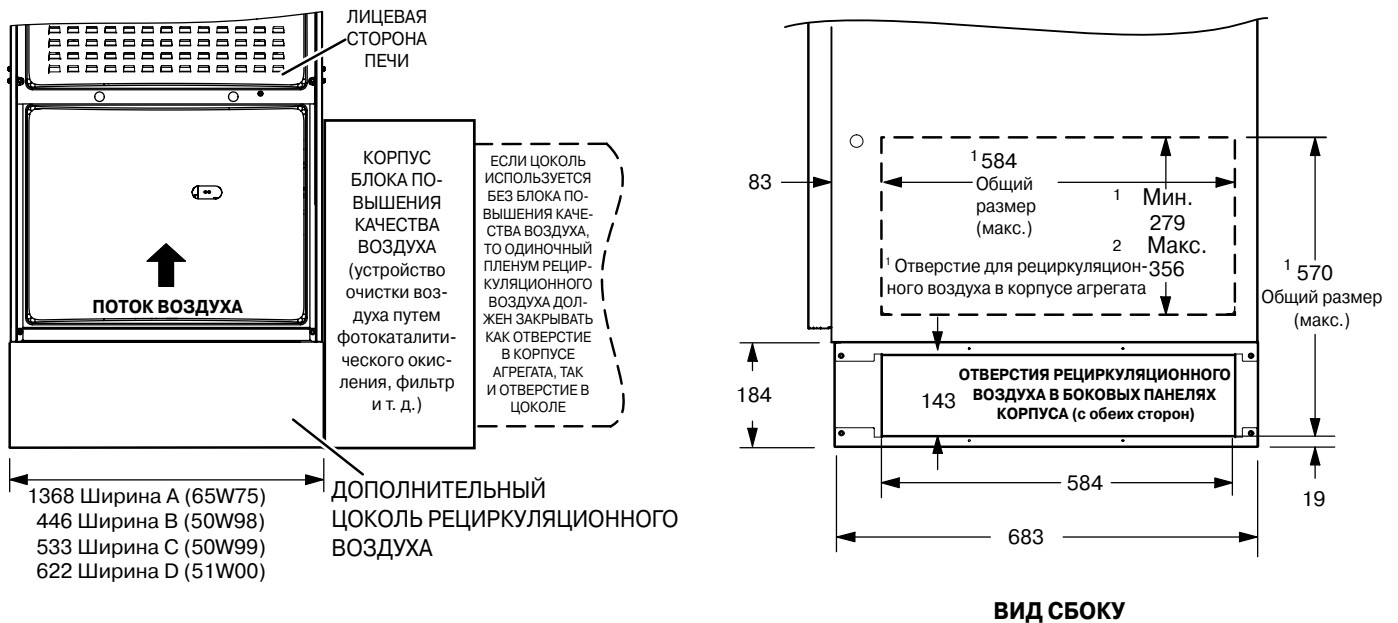 ЛИЦЕВАЯ
СТОРОНА
ПЕЧИ
КОРПУС
БЛОКА ПО-
ВЫШЕНИЯ
КАЧЕСТВА
ВОЗДУХА
(устройство
очистки воз-
духа путем
фотокаталити-
ческого окис-
ления, фильтр
и т. д.)
ЕСЛИ ЦОКОЛЬ
ИСПОЛЬЗУЕТСЯ
БЕЗ БЛОКА ПО-
ВЫШЕНИЯ КАЧЕ-
СТВА ВОЗДУХА,
ТО ОДИНОЧНЫЙ
ПЛЕНУМ РЕЦИР-
КУЛЯЦИОННОГО
ВОЗДУХА ДОЛ-
ЖЕН ЗАКРЫВАТЬ
КАК ОТВЕРСТИЕ
В КОРПУСЕ
АГРЕГАТА, ТАК
И ОТВЕРСТИЕ В
ЦОКОЛЕ
ПОТОК ВОЗДУХА
1368 Ширина A (65W75)
446 Ширина B (50W98)
533 Ширина C (50W99)
622 Ширина D (51W00)
ДОПОЛНИТЕЛЬНЫЙ
ЦОКОЛЬ РЕЦИРКУЛЯЦИОННОГО
ВОЗДУХА
83
1 584
Общий
размер
(макс.)
1 Мин.
279
2 Макс.
356
1 Отверстие для рециркуляцион-
ного воздуха в корпусе агрегата
1 570
Общий размер
(макс.)
184
143
ОТВЕРСТИЯ РЕЦИРКУЛЯЦИОННОГО
ВОЗДУХА В БОКОВЫХ ПАНЕЛЯХ
КОРПУСА (с обеих сторон)
584
19
683
ВИД СБОКУ